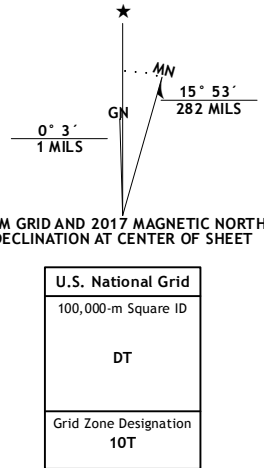 MN
GN
15° 53´
282 MILS
0° 3´
1 MILS
M GRID AND 2017 MAGNETIC NORTH
DECLINATION AT CENTER OF SHEET
U.S. National Grid
100,000-m Square ID
DT
Grid Zone Designation
10T